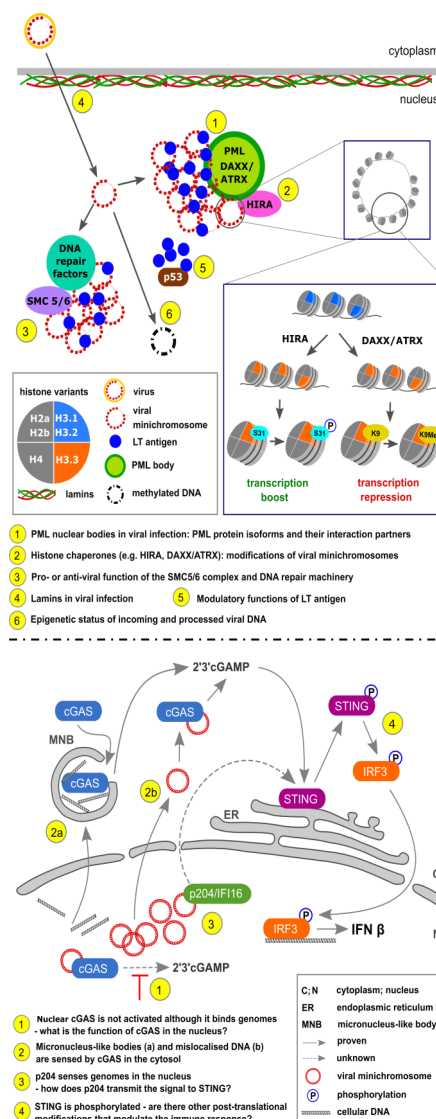 cytoplasm
nucleus
4
1
PML
DAXX/
ATRX
2
HIRA
DNA
repair
factors
SMC 5/6
3
p53
5
6
HIRA
DAXX/ATRX
S31
S31
P
K9
K9Me
transcription
boost
transcription
repression
histone variants
H2a
H2b
H3.1
H3.2
H4
H3.3
lamins
virus
viral
minichromosome
LT antigen
PML body
methylated DNA
1 PML nuclear bodies in viral infection: PML protein isoforms and their interaction partners
2 Histone chaperones (e.g. HIRA, DAXX/ATRX): modifications of viral minichromosomes
3 Pro- or anti-viral function of the SMC5/6 complex and DNA repair machinery
4 Lamins in viral infection 5 Modulatory functions of LT antigen
6 Epigenetic status of incoming and processed viral DNA
2'3'cGAMP
cGAS
cGAS
MNB
cGAS
2a
2b
STING
P
4
IRF3
P
STING
ER
p204/IFI16
3
P
IRF3
IFN β
cGAS
2'3'cGAMP
1
1 Nuclear cGAS is not activated although it binds genomes
- what is the function of cGAS in the nucleus?
2 Micronucleus-like bodies (a) and mislocalised DNA (b)
are sensed by cGAS in the cytosol
3 p204 senses genomes in the nucleus
- how does p204 transmit the signal to STING?
4 STING is phosphorylated - are there other post-translational
modifications that modulate the immune response?
C; N cytoplasm; nucleus
ER endoplasmic reticulum
MNB micronucleus-like body
proven
unknown
viral minichromosome
P phosphorylation
cellular DNA